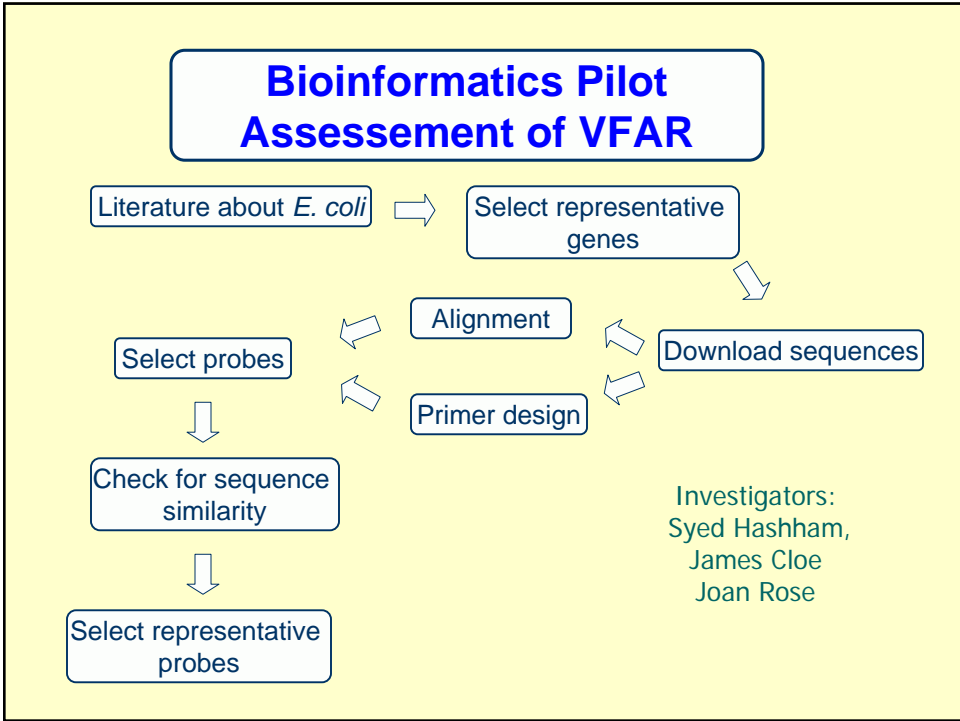 Bioinformatics Pilot
Assessement of VFAR
Literature about E. coli
Select representative
genes
Alignment
Download sequences
Select probes
Primer design
Check for sequence
similarity
Select representative
probes
Investigators:
Syed Hashham,
James Cloe
Joan Rose